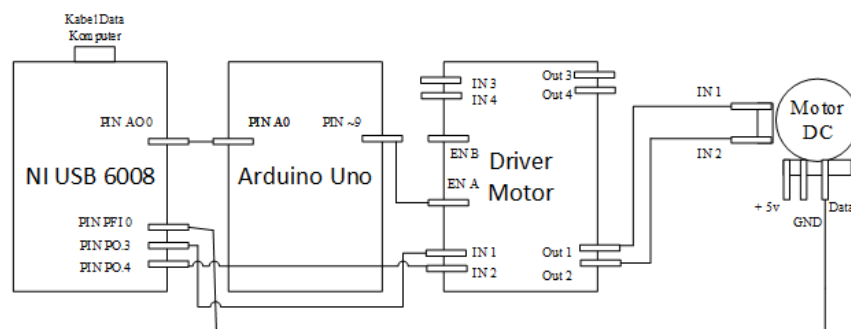 Kabel Data
Komputer
PIN AO 0
PIN PFI 0
PIN PO.3
PIN PO.4
NI USB 6008
PIN A0
PIN ~9
Arduino Uno
IN 3
IN 4
EN B
EN A
IN 1
IN 2
Out 3
Out 4
Out 1
Out 2
Driver
Motor
IN 1
IN 2
Motor
DC
+ 5v
GND
Data